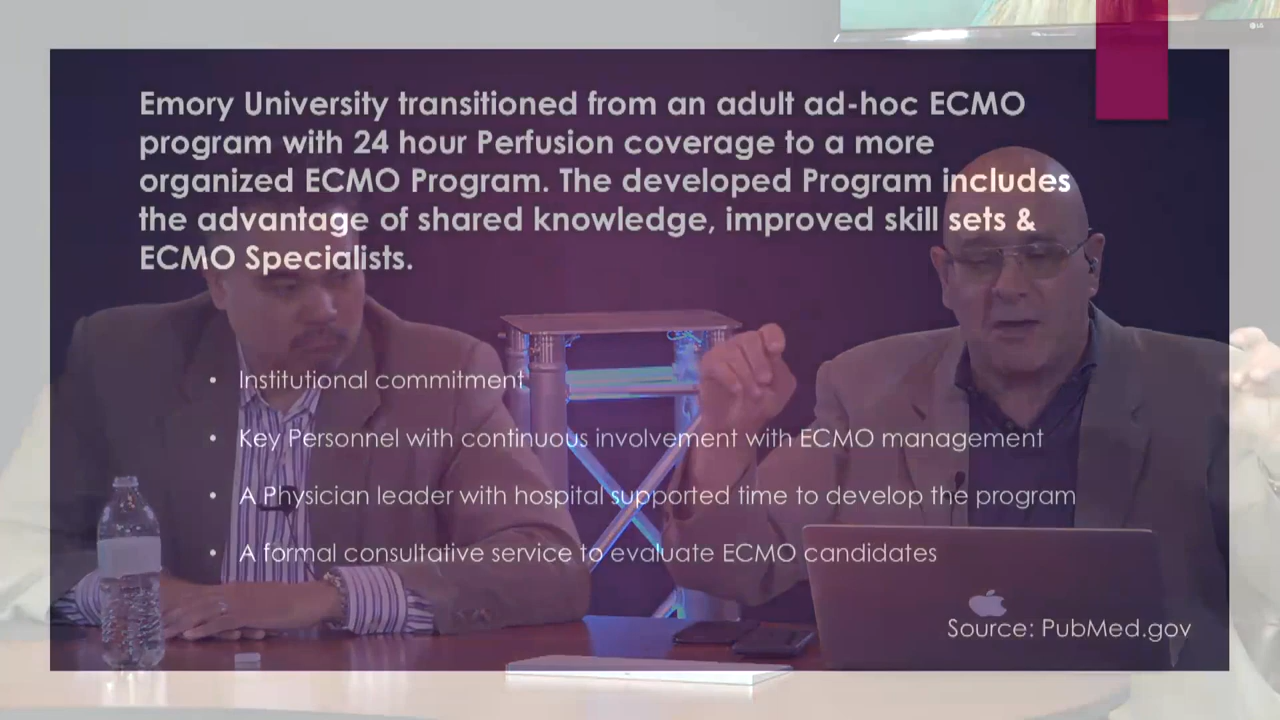 Emory University transitioned from an adult ad-hoc ECMO
program with 24 hour Perfusion coverage to a more
organized ECMO Program. The developed Program includes
the advantage of shared knowledge, improved skill sets &
ECMO Specialists.
• Institutional commitment
• Key Personnel with continuous involvement with ECMO management
• A Physician leader with hospital supported time to develop the program
• A formal consultative service to evaluate ECMO candidates
Source: PubMed.gov